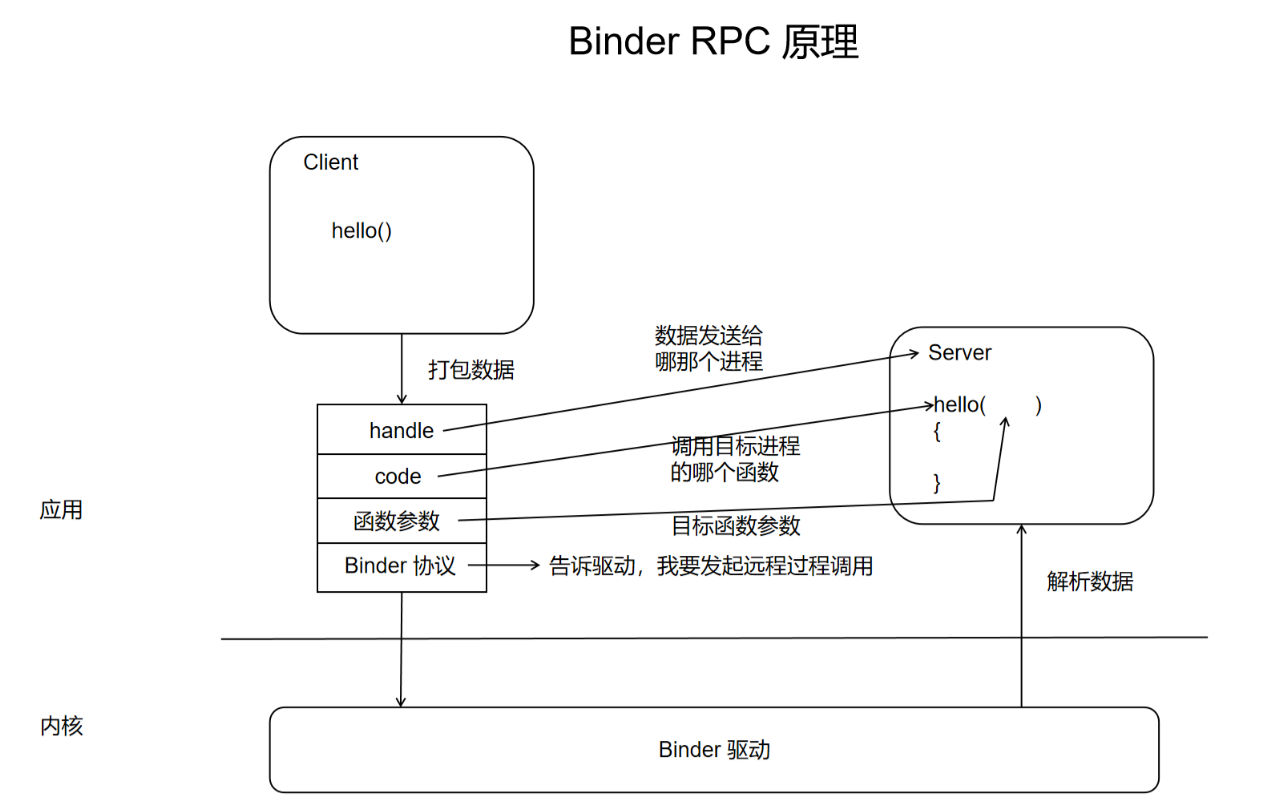 Binder RPC 原理
Client
hello()
打包数据
数据发送给
哪那个进程
Server
handle
hello( )
{
调用目标进程
的哪个函数
code
}
应用
函数参数
目标函数参数
Binder 协议
告诉驱动，我要发起远程过程调用
解析数据
内核
Binder 驱动